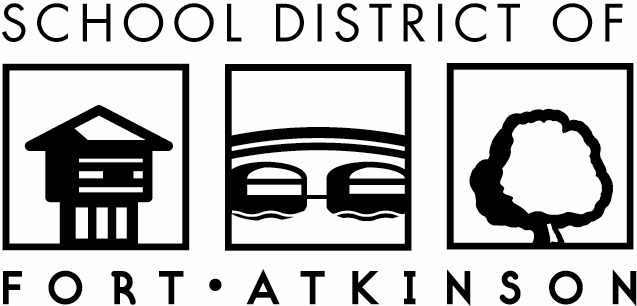 SCHOOL DISTRICT OF
FORT • ATKINSON